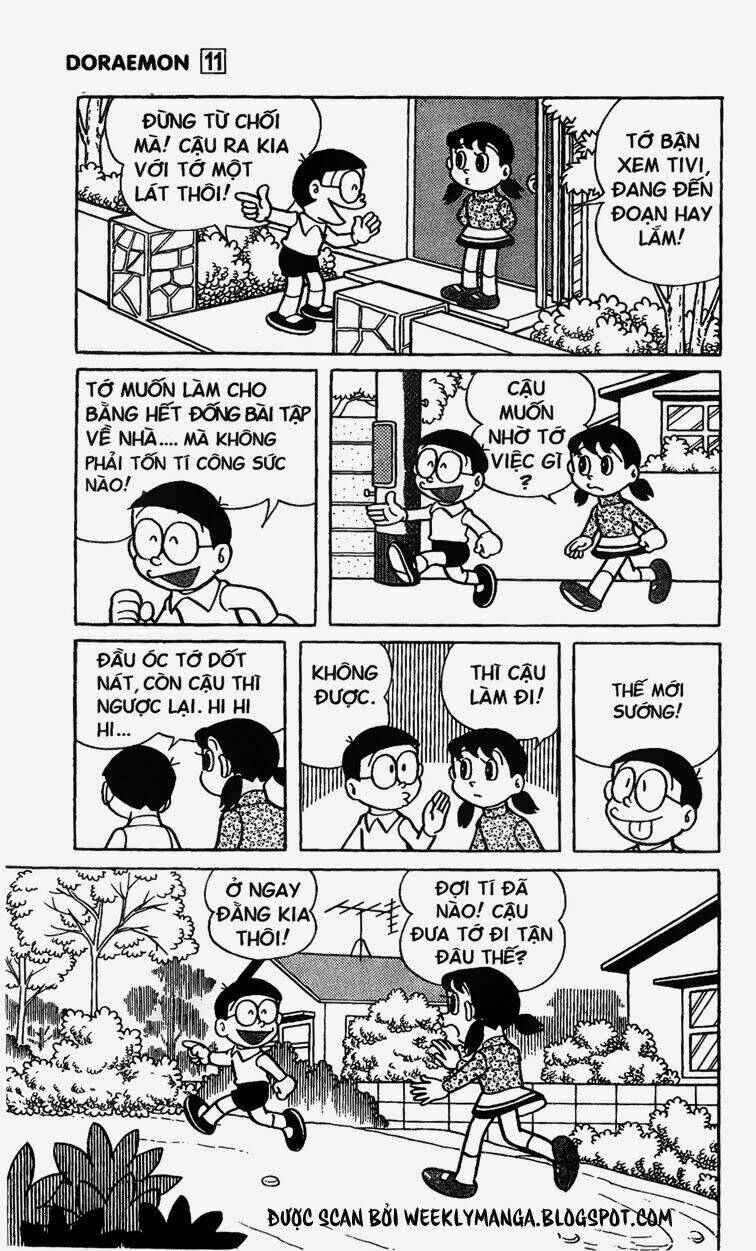 DORAEMON 11
ĐỪNG TỪ CHỐI
MÀ! CẬU RA KIA
VỚI TỚ MỘT
LÁT THÔI!
TỚ BẬN
XEM TIVI,
ĐANG ĐẾN
ĐOẠN HAY
LẮM!
TỚ MUỐN LÀM CHO
BẰNG HẾT ĐỐNG BÀI TẬP
VỀ NHÀ.... MÀ KHÔNG
PHẢI TỐN TÍ CÔNG SỨC
NÀO!
CẬU
MUỐN
NHỜ TỚ
VIỆC GÌ
?
ĐẦU ÓC TỚ DỐT
NÁT, CÒN CẬU THÌ
NGƯỢC LẠI. HI HI
HI...
KHÔNG
ĐƯỢC.
THÌ CẬU
LÀM ĐI!
THẾ MỚI
SƯỚNG!
Ở NGAY
ĐẰNG KIA
THÔI!
ĐỢI TÍ ĐÃ
NÀO! CẬU
ĐƯA TỚ ĐI TẬN
ĐÂU THẾ?
ĐƯỢC SCAN BỞI WEEKLYMANGA.BLOGSPOT.COM